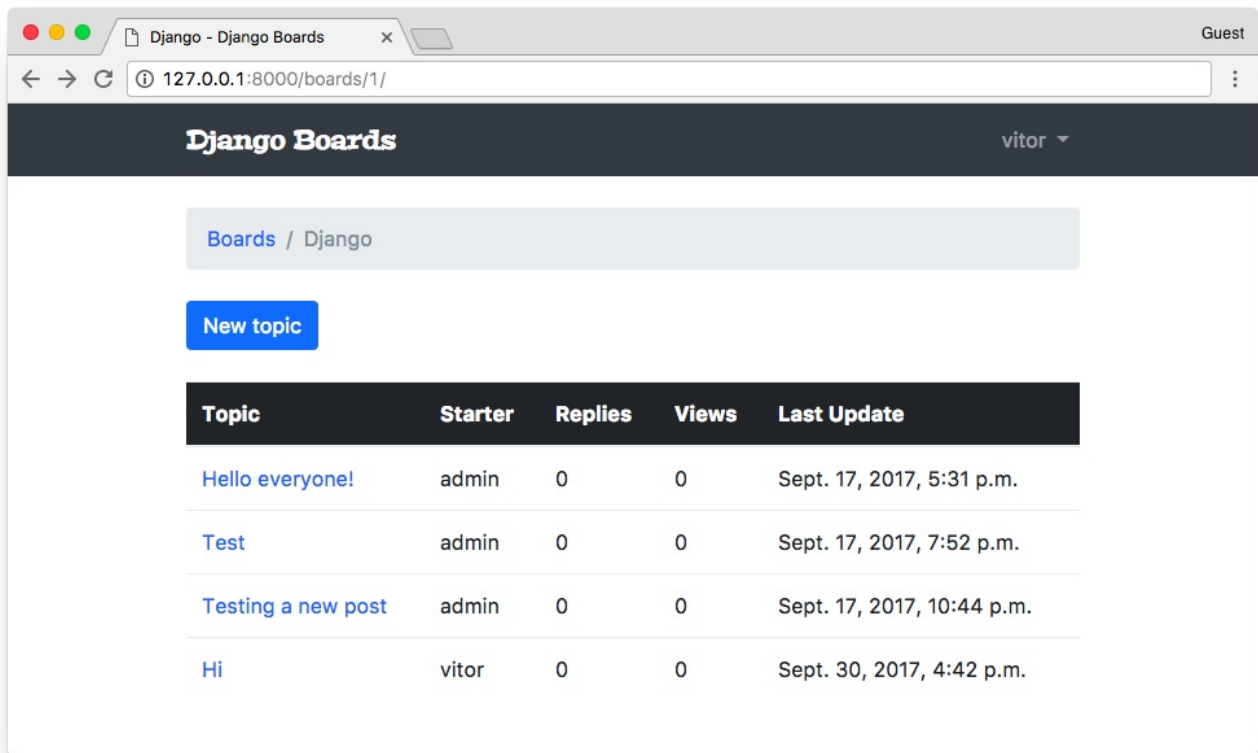 Django - Django Boards
Guest
127.0.0.1:8000/boards/1/
Django Boards
vitor
Boards / Django
New topic
Topic Starter Replies Views Last Update
Hello everyone! admin 0 0 Sept. 17, 2017, 5:31 p.m.
Test admin 0 0 Sept. 17, 2017, 7:52 p.m.
Testing a new post admin 0 0 Sept. 17, 2017, 10:44 p.m.
Hi vitor 0 0 Sept. 30, 2017, 4:42 p.m.